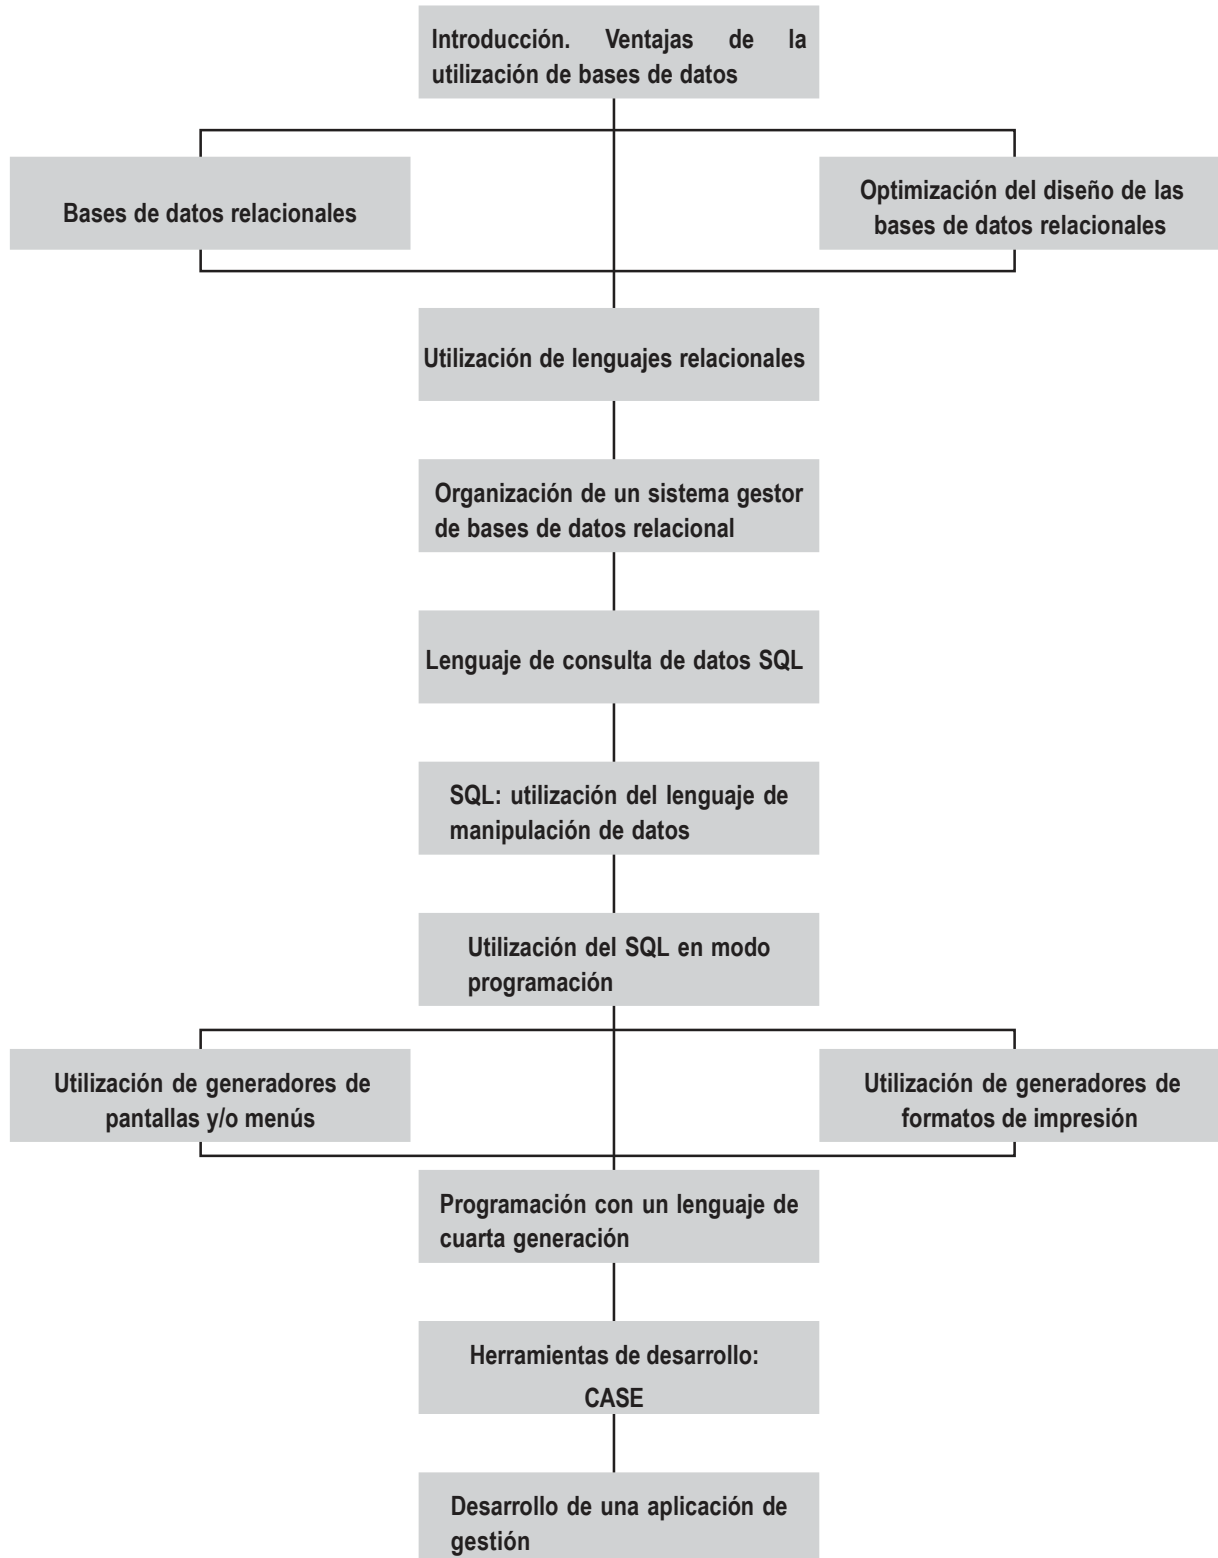 Introducción. Ventajas de la
utilización de bases de datos
Bases de datos relacionales
Optimización del diseño de las
bases de datos relacionales
Utilización de lenguajes relacionales
Organización de un sistema gestor
de bases de datos relacional
Lenguaje de consulta de datos SQL
SQL: utilización del lenguaje de
manipulación de datos
Utilización del SQL en modo
programación
Utilización de generadores de
pantallas y/o menús
Utilización de generadores de
formatos de impresión
Programación con un lenguaje de
cuarta generación
Herramientas de desarrollo:
CASE
Desarrollo de una aplicación de
gestión